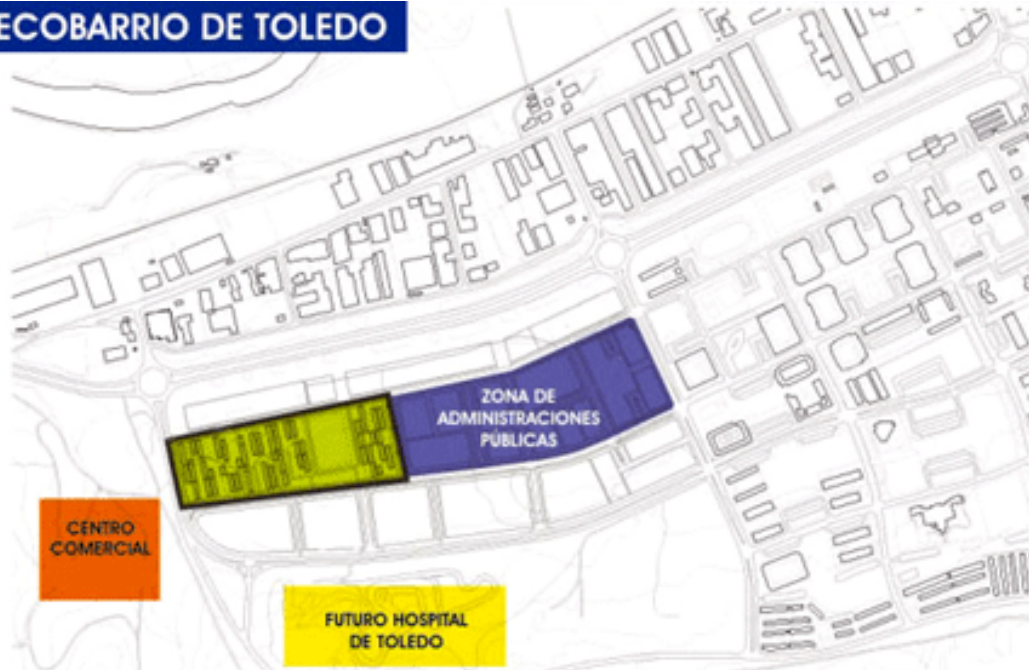 ECOBARRIO DE TOLEDO
ZONA DE
ADMINISTRACIONES
PÚBLICAS
CENTRO
COMERCIAL
FUTURO HOSPITAL
DE TOLEDO